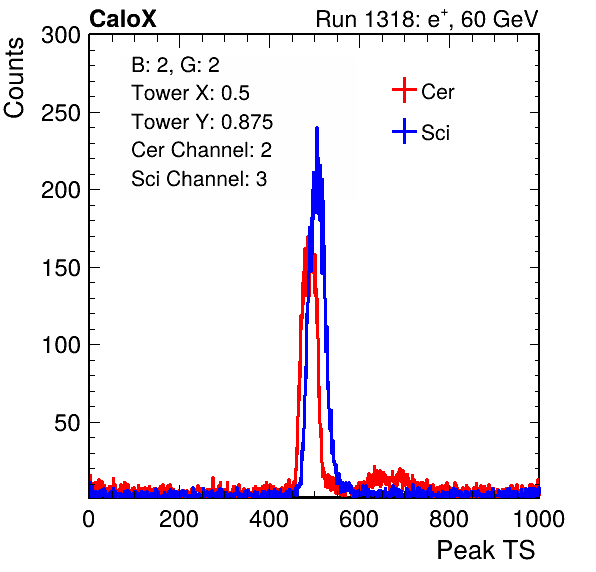 CaloX Run 1318: e⁺, 60 GeV
Counts
300
250
200
150
100
50
B: 2, G: 2
Tower X: 0.5
Tower Y: 0.875
Cer Channel: 2
Sci Channel: 3
Cer
Sci
0 200 400 600 800 1000
Peak TS